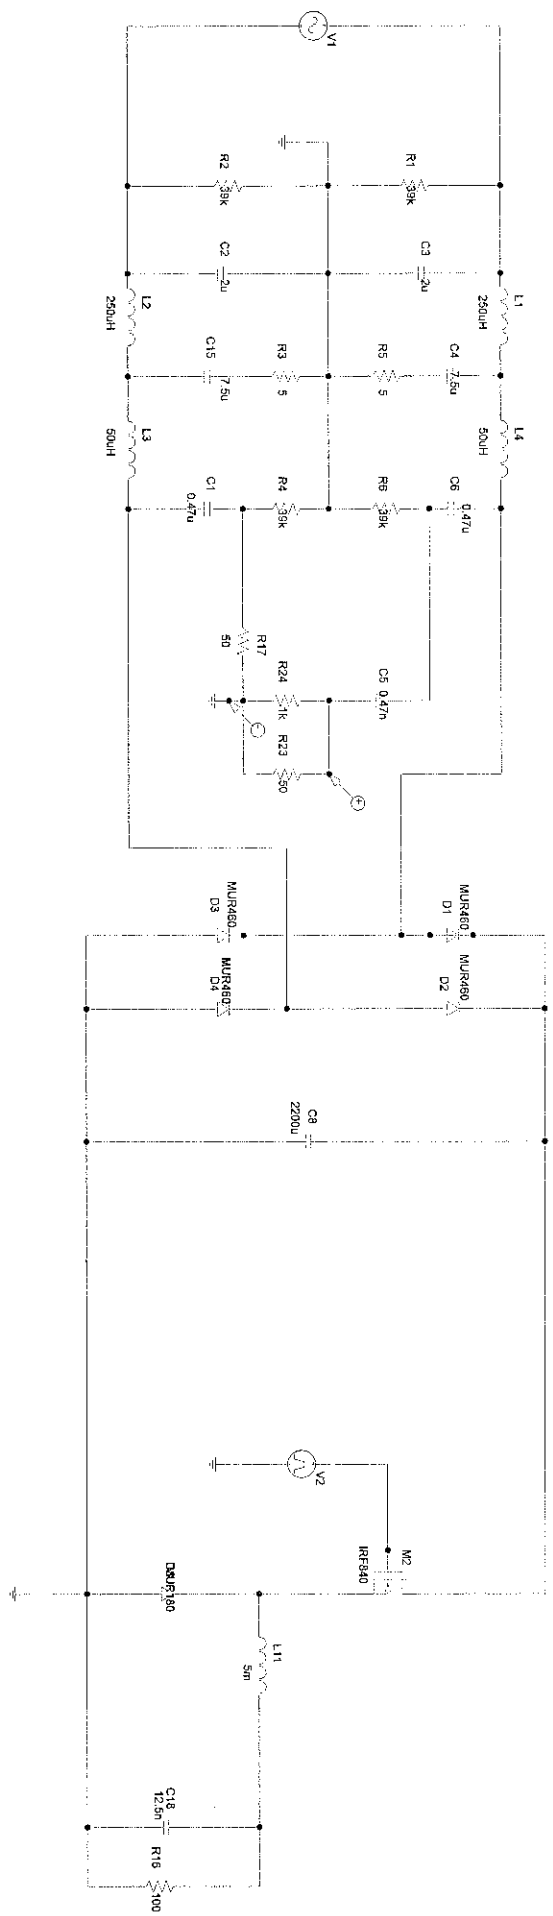 V1
R2
39k
R1
39k
C2
2u
C3
2u
L2
250uH
L1
250uH
C15
7.5u
R3
5
R5
5
C4
7.5u
L3
50uH
L4
50uH
C1
0.47u
R4
39k
R6
39k
C6
0.47u
R17
50
R24
1k
C5
0.47n
R23
50
MUR460
D3
MUR460
D1
MUR460
D4
MUR460
D2
C8
2200u
V2
M2
IRF840
L11
5m
C18
12.5n
R16
100